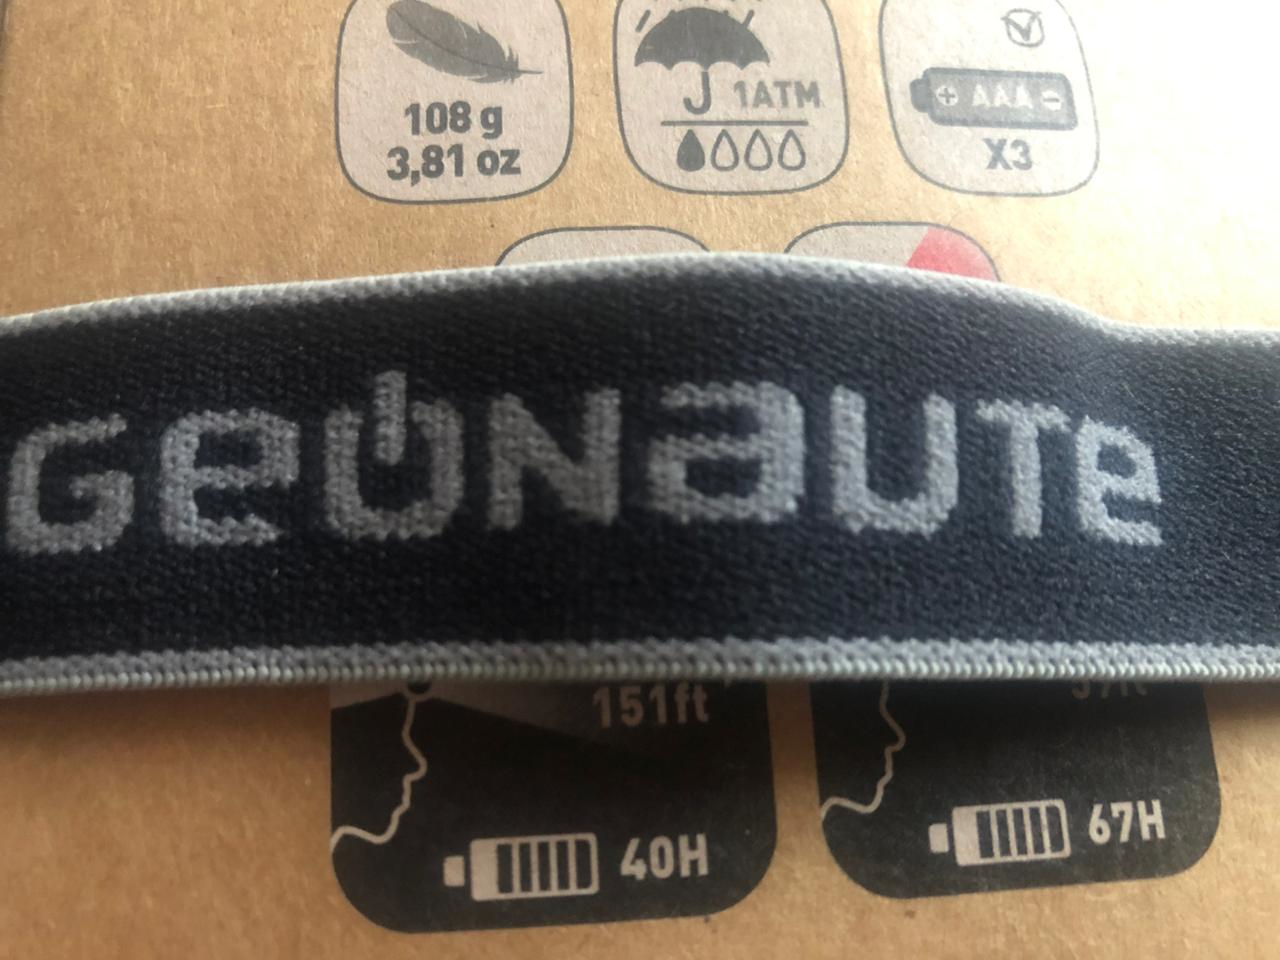 108 g
3,81 oz
1ATM
+ AAA -
X3
GEONAUTE
151ft
40H
67H